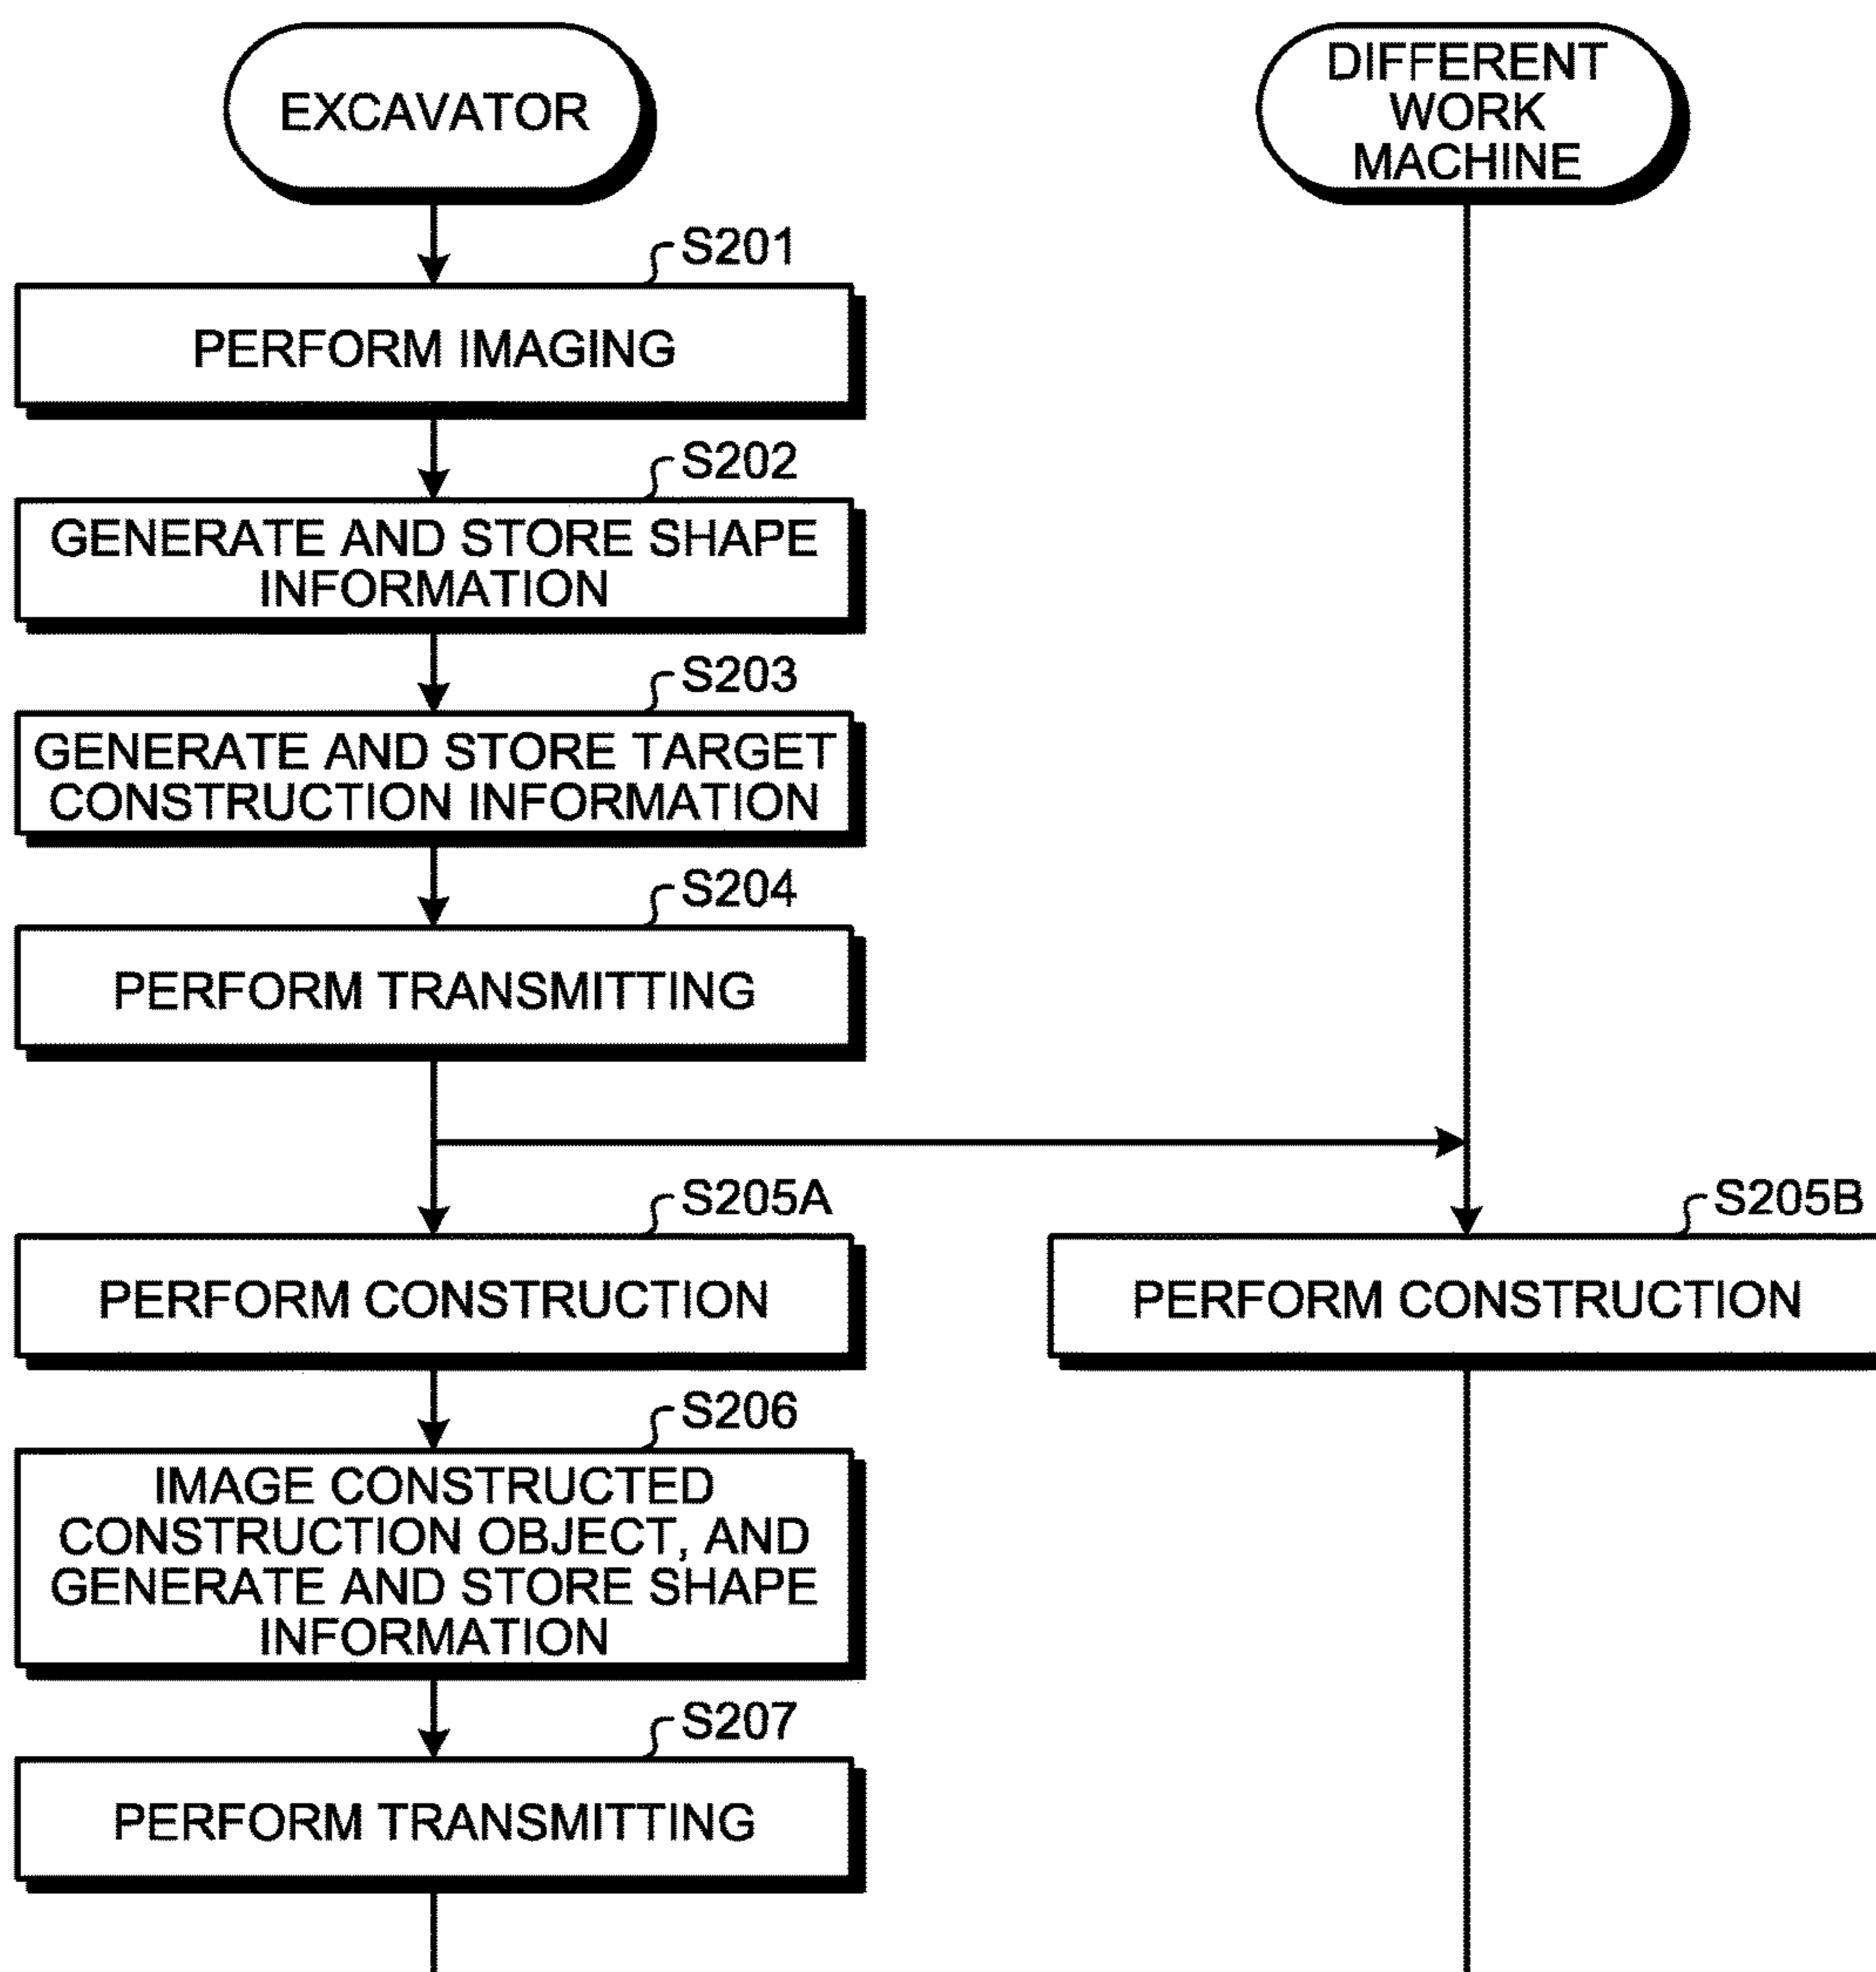 EXCAVATOR
DIFFERENT
WORK
MACHINE
S201
PERFORM IMAGING
S202
GENERATE AND STORE SHAPE
INFORMATION
S203
GENERATE AND STORE TARGET
CONSTRUCTION INFORMATION
S204
PERFORM TRANSMITTING
S205A
PERFORM CONSTRUCTION
S205B
PERFORM CONSTRUCTION
S206
IMAGE CONSTRUCTED
CONSTRUCTION OBJECT, AND
GENERATE AND STORE SHAPE
INFORMATION
S207
PERFORM TRANSMITTING